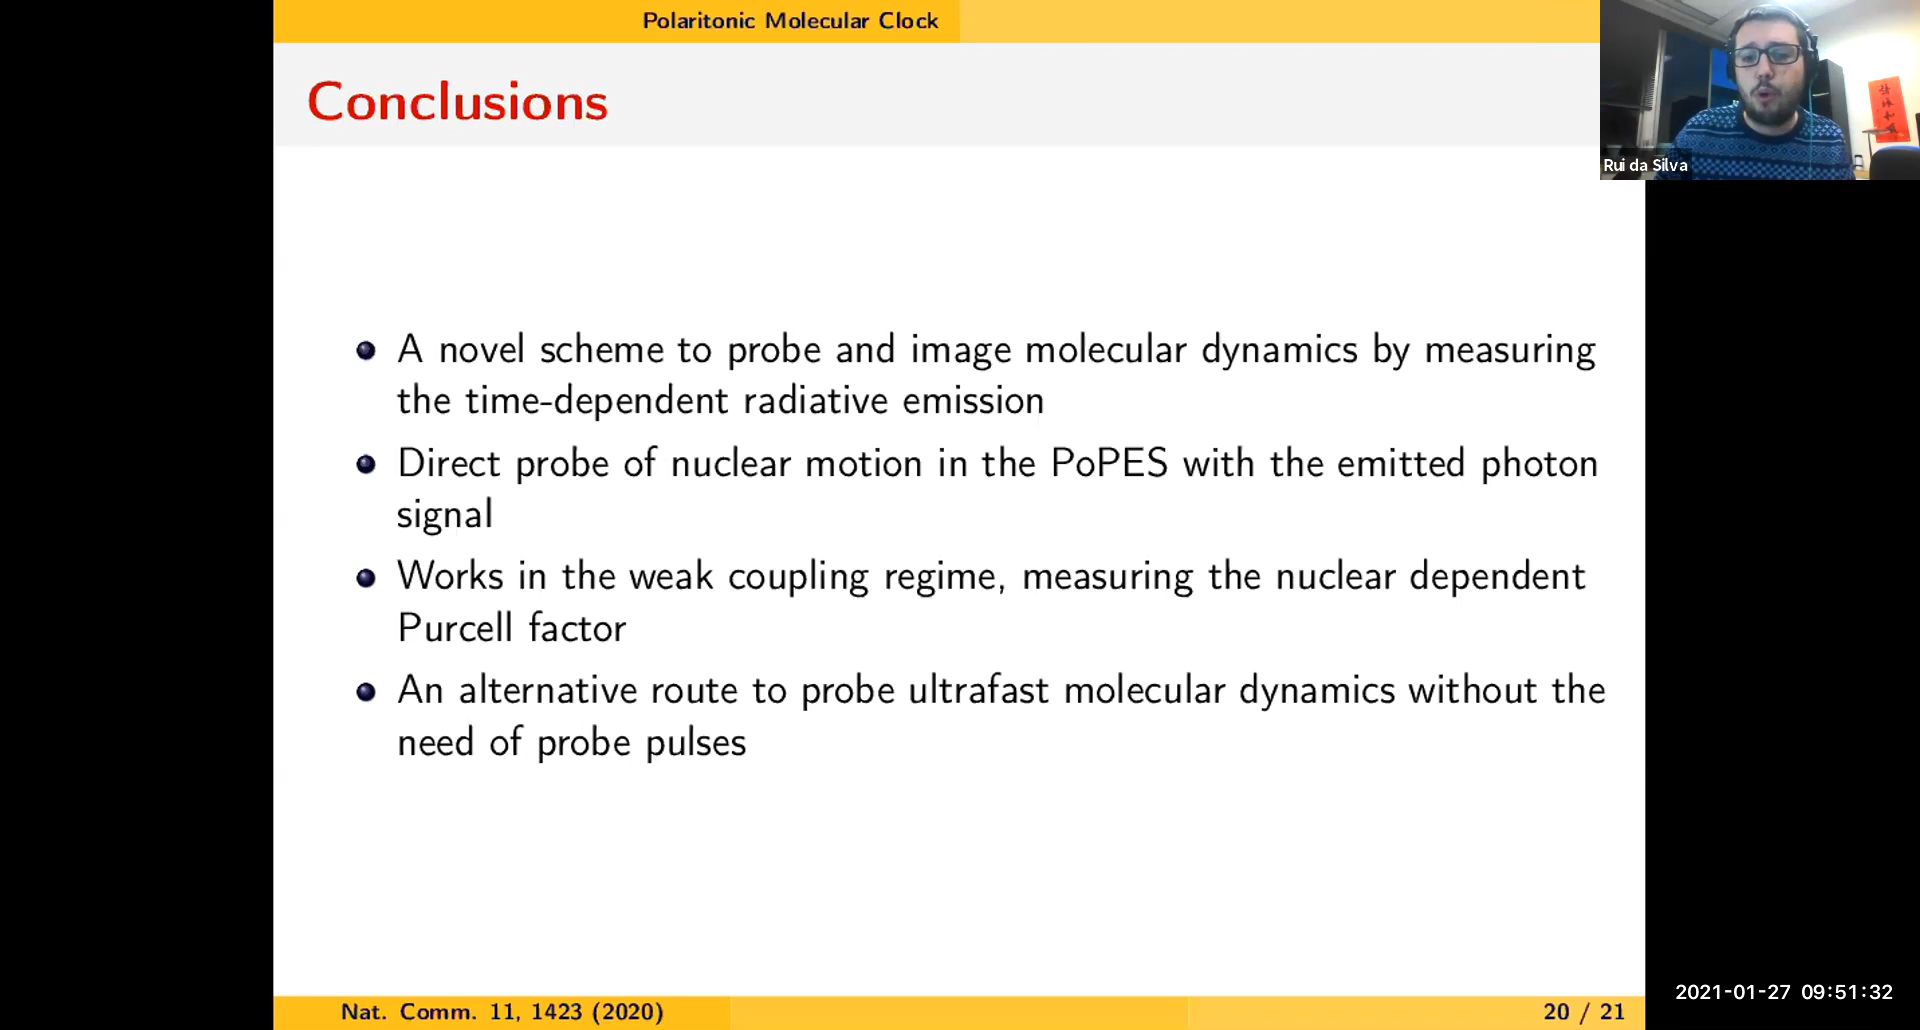 Polaritonic Molecular Clock
Conclusions
Rui da Silva
A novel scheme to probe and image molecular dynamics by measuring
the time-dependent radiative emission
Direct probe of nuclear motion in the PoPES with the emitted photon
signal
Works in the weak coupling regime, measuring the nuclear dependent
Purcell factor
An alternative route to probe ultrafast molecular dynamics without the
need of probe pulses
2021-01-27 09:51:32
Nat. Comm. 11, 1423 (2020)
20 / 21